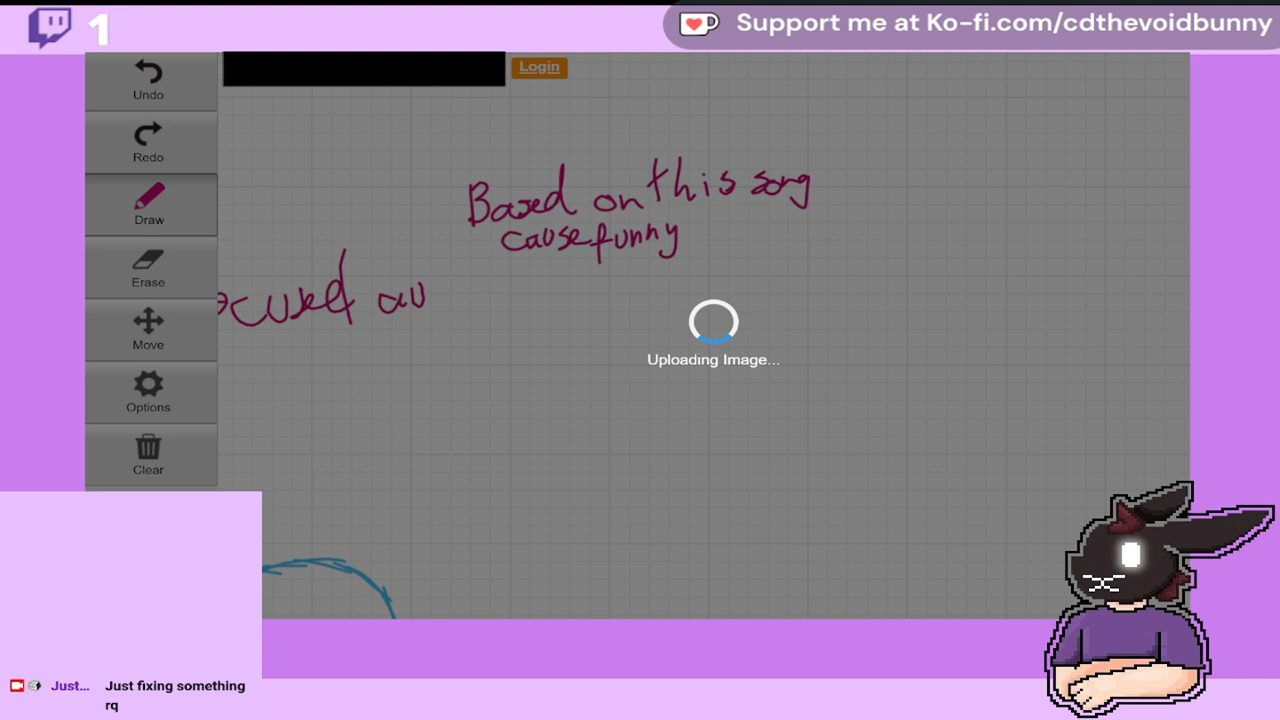 1
Support me at Ko-fi.com/cdthevoidbunny
Undo
Login
Redo
Draw
Based on this song
cause funny
Erase
Move
Uploading Image...
Options
Clear
Just... Just fixing something
rq